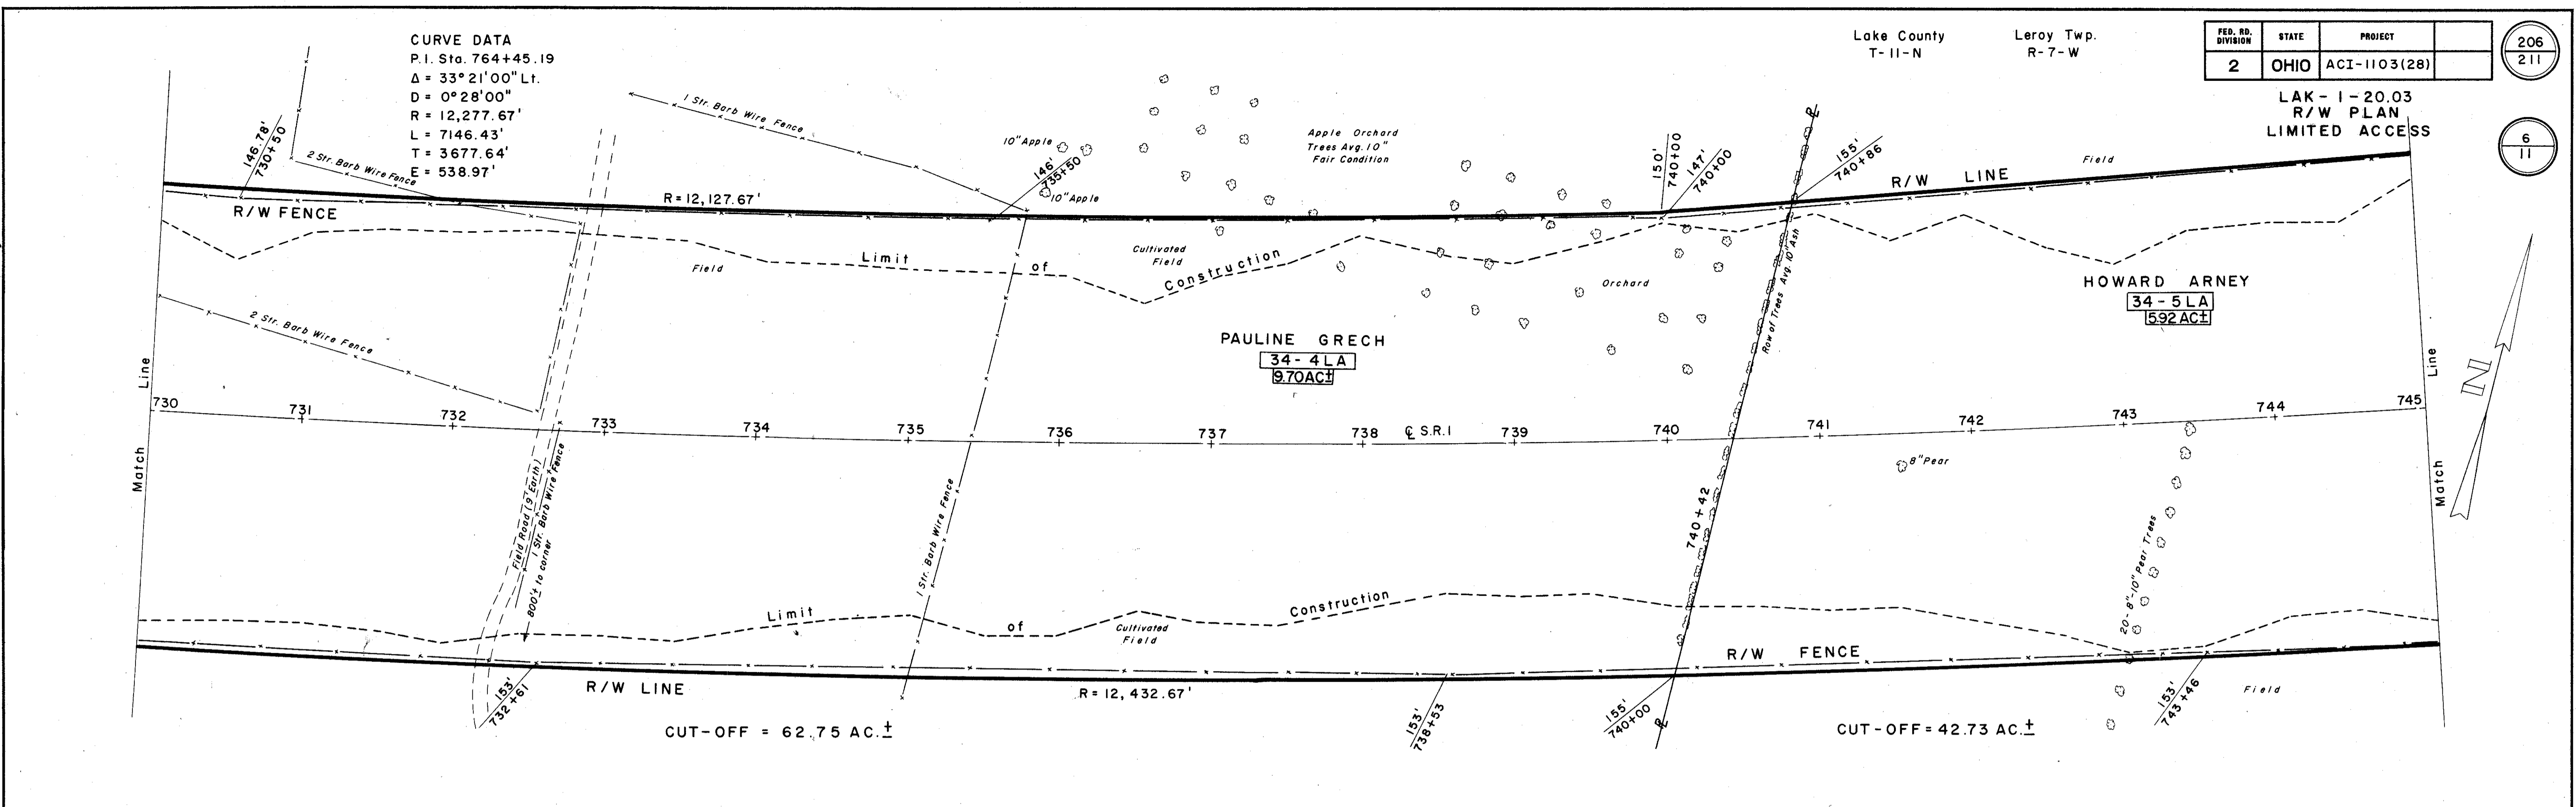 CURVE DATA
P.I. Sta. 764+45.19
Δ = 33°21'00" Lt.
D = 0°28'00"
R = 12,277.67'
L = 7146.43'
T = 3677.64'
E = 538.97'
Lake County
T-11-N
Leroy Twp.
R-7-W
FED. RD. DIVISION STATE PROJECT
2 OHIO ACI-1103(28)
206
211
LAK-1-20.03
R/W PLAN
LIMITED ACCESS
6
11
146.78'
730+50
2 Str. Barb Wire Fence
1 Str. Barb Wire Fence
10" Apple
146'
735+50
10" Apple
Apple Orchard
Trees Avg. 10"
Fair Condition
150'
740+00
147'
740+00
P̱L
155'
740+86
Field
R/W LINE
R/W FENCE
R = 12,127.67'
Field
Limit of Construction
Cultivated
Field
Orchard
Row of Trees Avg. 10" Ash
HOWARD ARNEY
34-5 LA
5.92 AC±
2 Str. Barb Wire Fence
PAULINE GRECH
34-4 LA
9.70 AC±
Match Line
N
Match Line
730 731 732 733 734 735 736 737 738 ℄ S.R.1 739 740 741 742 743 744 745
8" Pear
Field Road (9' Earth)
1 Str. Barb Wire Fence
800'± to corner
1 Str. Barb Wire Fence
740+42
20-8"-10" Pear Trees
Limit of Construction
Cultivated
Field
R/W FENCE
153'
732+61
R/W LINE
R = 12,432.67'
153'
738+53
155'
740+00
PL
153'
743+46
Field
CUT-OFF = 62.75 AC.±
CUT-OFF = 42.73 AC.±